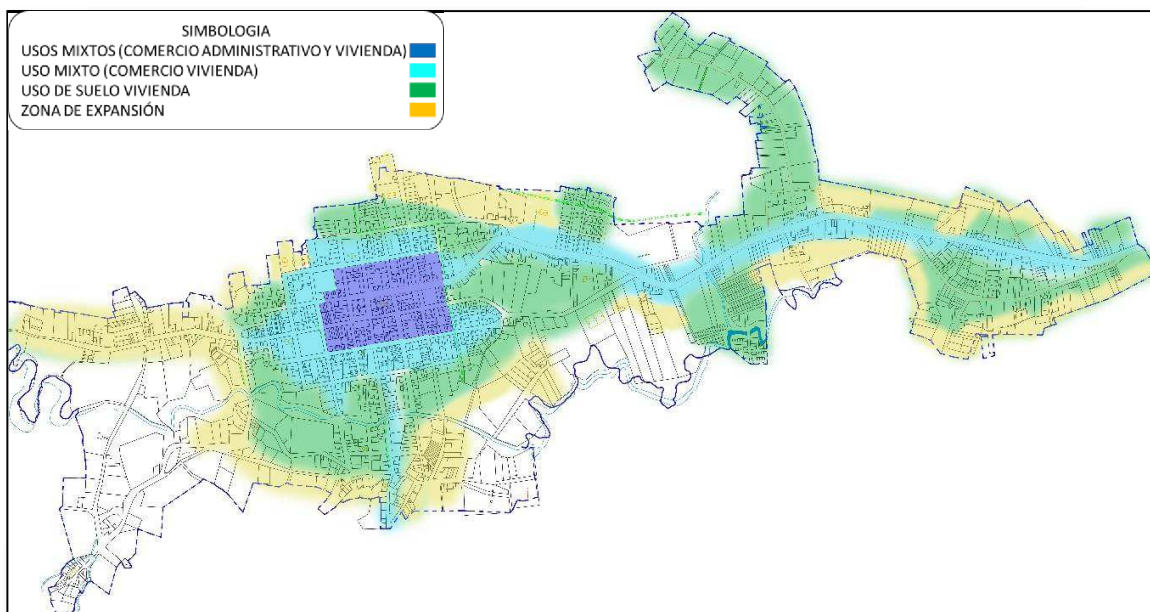 SIMBOLOGIA
USOS MIXTOS (COMERCIO ADMINISTRATIVO Y VIVIENDA)
USO MIXTO (COMERCIO VIVIENDA)
USO DE SUELO VIVIENDA
ZONA DE EXPANSIÓN